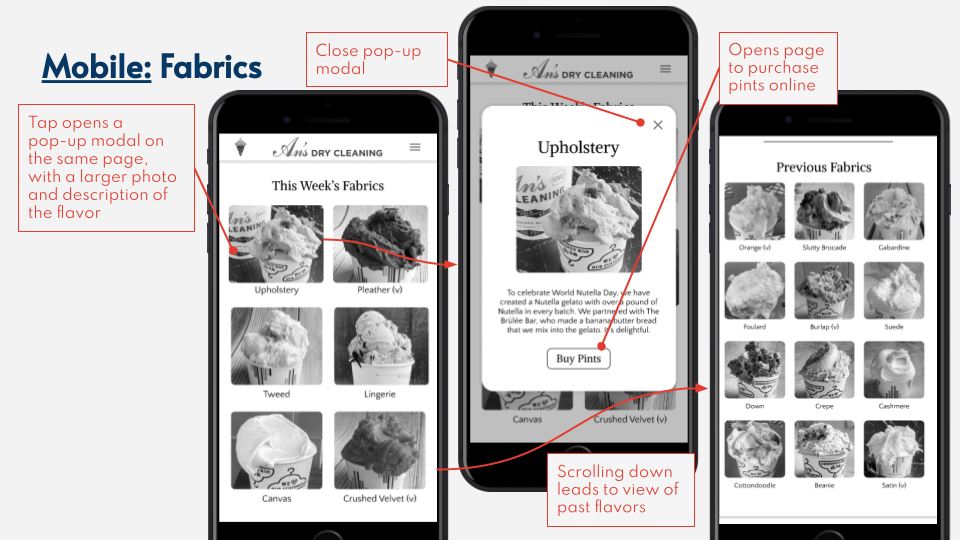 Mobile: Fabrics
Tap opens a
pop-up modal on
the same page,
with a larger photo
and description of
the flavor
An's DRY CLEANING
This Week's Fabrics
Upholstery
Pleather (v)
Tweed
Lingerie
Canvas
Crushed Velvet (v)
Close pop-up
modal
An's DRY CLEANING
This Week's Fabrics
Upholstery
To celebrate World Nutella Day, we have
created a Nutella gelato with over a pound of
Nutella in every batch. We partnered with The
Brûlée Bar, who made a banana butter bread
that we mix into the gelato. It's delightful.
Buy Pints
Canvas
Crushed Velvet (v)
Scrolling down
leads to view of
past flavors
Opens page
to purchase
pints online
Previous Fabrics
Orange (v)
Slutty Brocade
Gabardine
Foulard
Burlap (v)
Suede
Down
Crepe
Cashmere
Cottondoodle
Beanie
Satin (v)